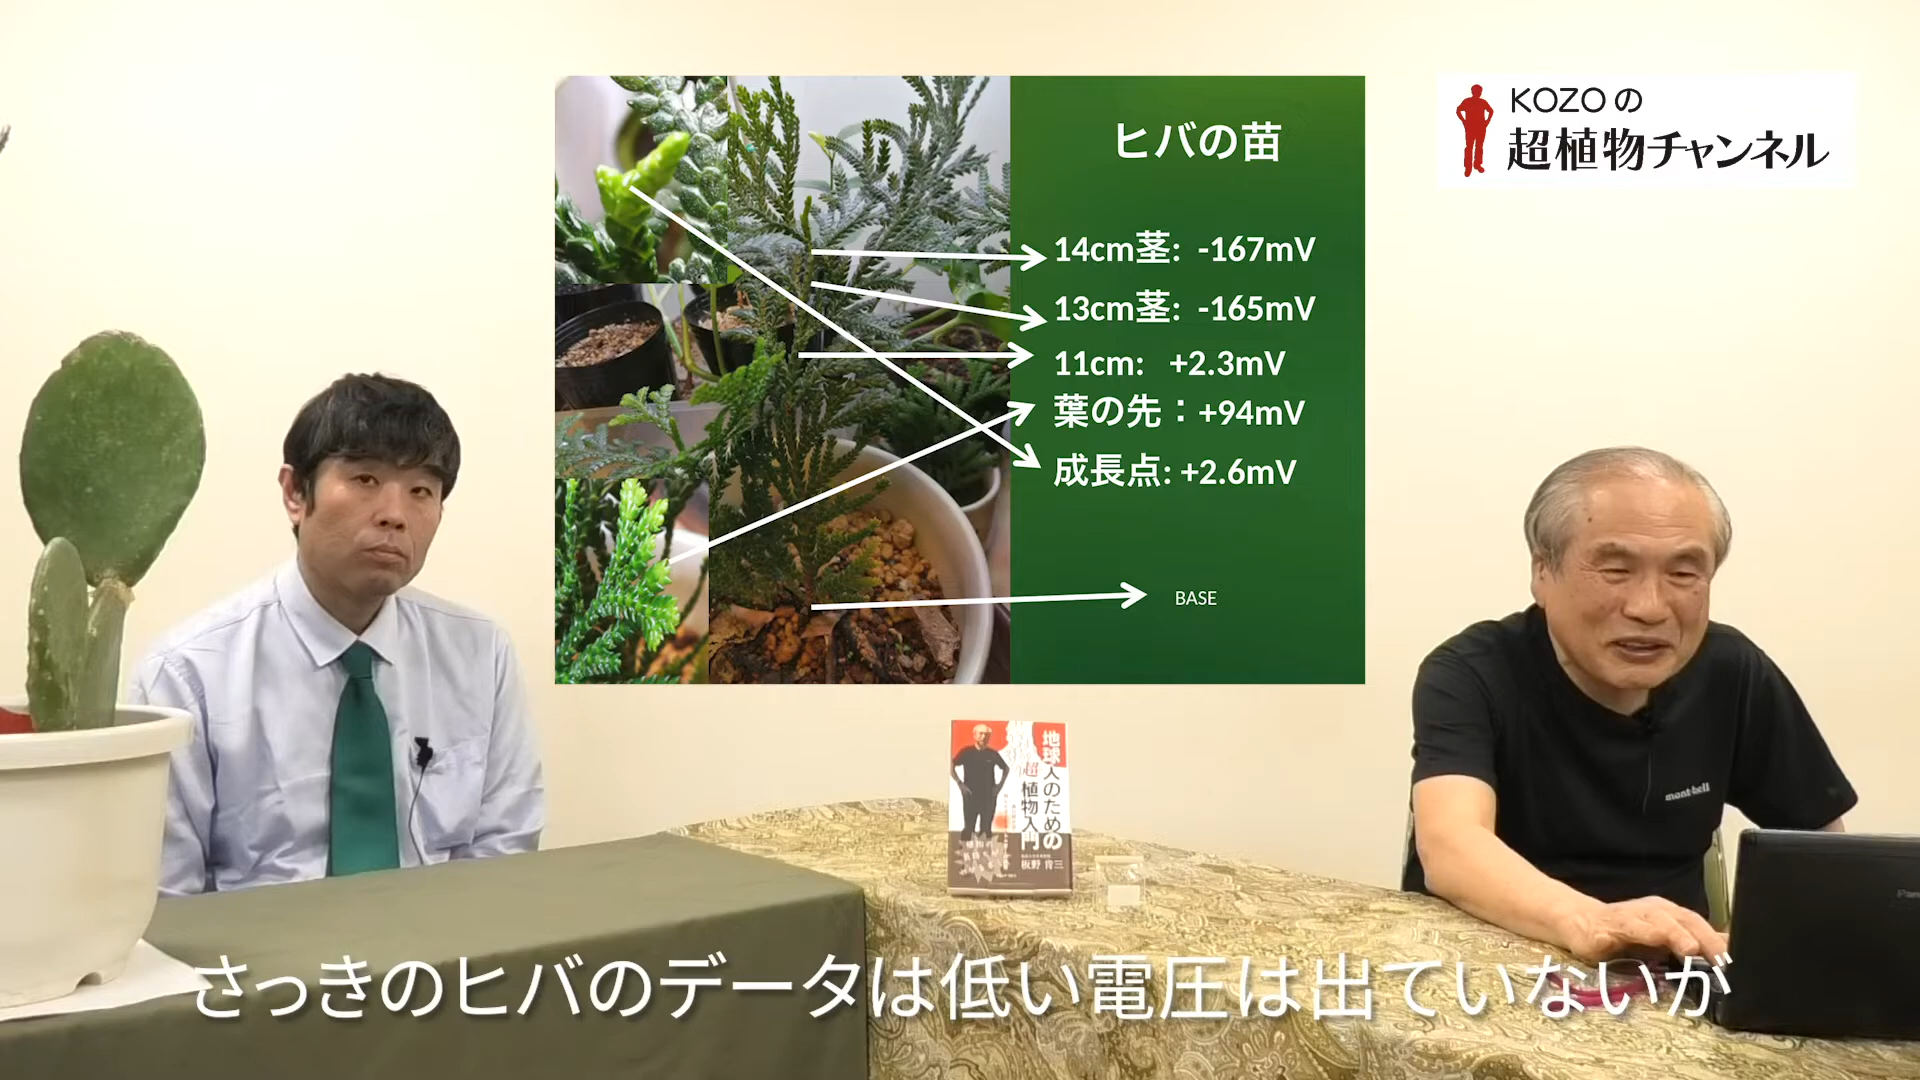 KOZOの
超植物チャンネル
ヒバの苗
14cm茎: -167mV
13cm茎: -165mV
11cm: +2.3mV
葉の先：+94mV
成長点: +2.6mV
BASE
地球人のための
超植物入門
板野 肯三
mont-bell
さっきのヒバのデータは低い電圧は出ていないが